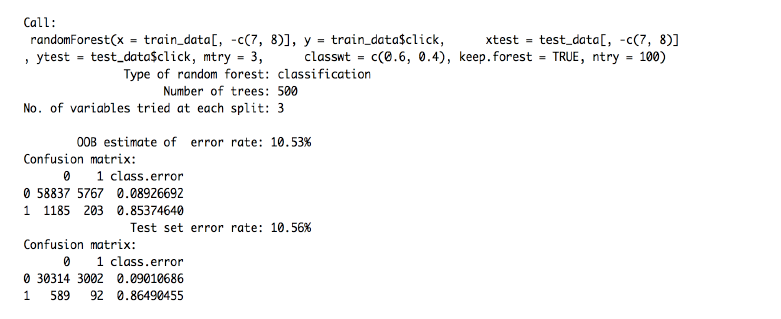 Call:
randomForest(x = train_data[, -c(7, 8)], y = train_data$click, xtest = test_data[, -c(7, 8)]
, ytest = test_data$click, mtry = 3, classwt = c(0.6, 0.4), keep.forest = TRUE, ntry = 100)
Type of random forest: classification
Number of trees: 500
No. of variables tried at each split: 3
OOB estimate of error rate: 10.53%
Confusion matrix:
0 1 class.error
0 58837 5767 0.08926692
1 1185 203 0.85374640
Test set error rate: 10.56%
Confusion matrix:
0 1 class.error
0 30314 3002 0.09010686
1 589 92 0.86490455